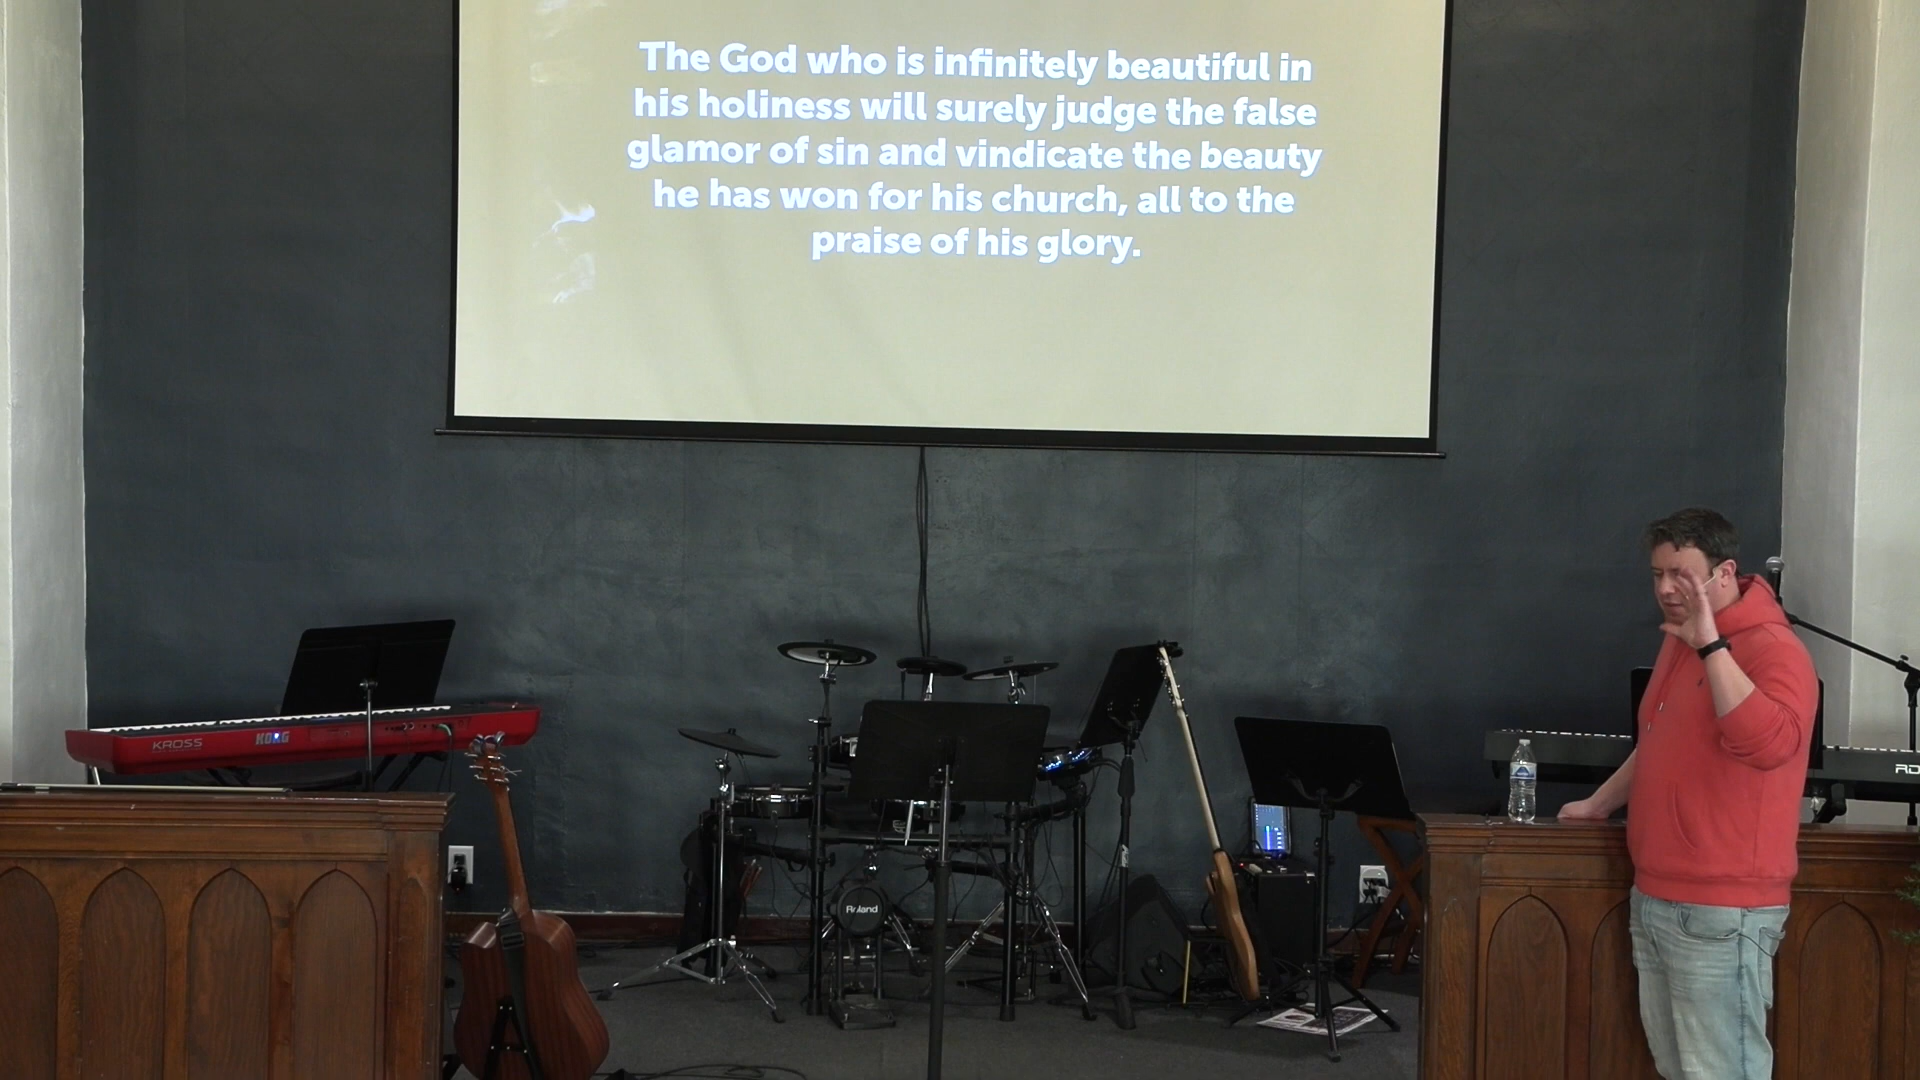 The God who is infinitely beautiful in
his holiness will surely judge the false
glamor of sin and vindicate the beauty
he has won for his church, all to the
praise of his glory.
KROSS
KORG
Roland